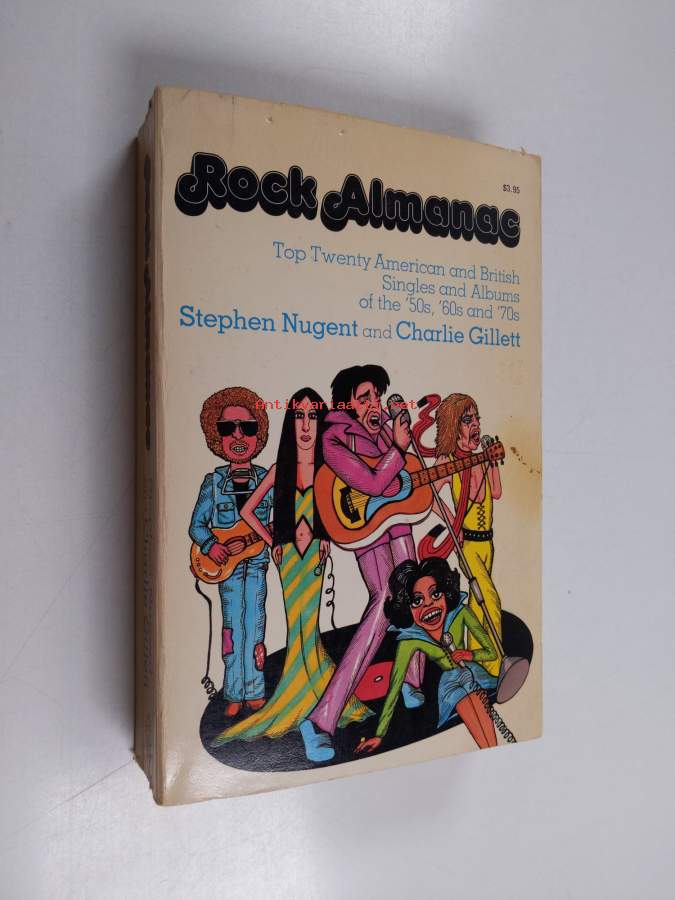 Rock Almanac
$3.95
Top Twenty American and British
Singles and Albums
of the '50s, '60s and '70s
Stephen Nugent and Charlie Gillett
Antikvariaatti.net